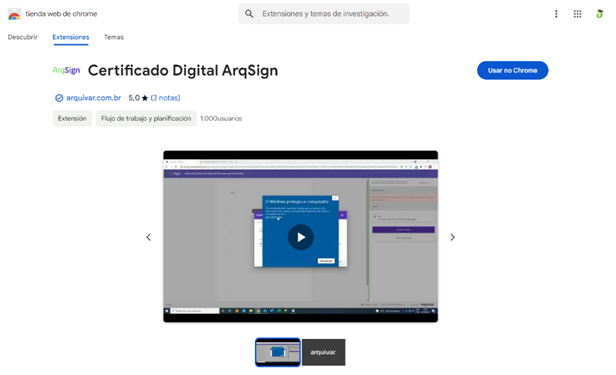 tienda web de chrome
Extensiones y temas de investigación.
Descubrir Extensiones Temas
ArqSign Certificado Digital ArqSign
Usar no Chrome
arquivar.com.br 5,0 ★ (3 notas)
Extensión Flujo de trabajo y planificación 1.000usuarios
O Windows protegeu o computador
arquivar